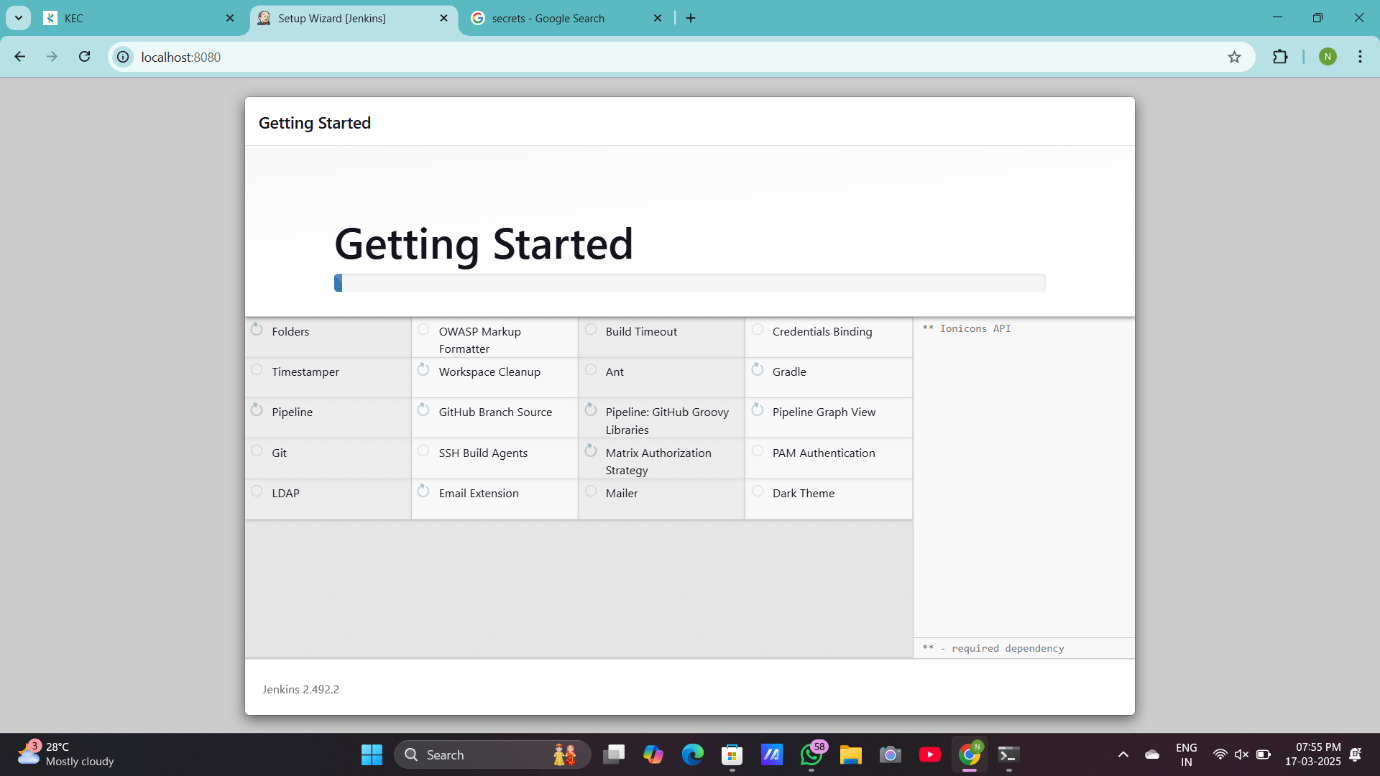 KEC
Setup Wizard [Jenkins]
secrets - Google Search
localhost:8080
N
Getting Started
Getting Started
Folders
OWASP Markup
Formatter
Build Timeout
Credentials Binding
** Ionicons API
Timestamper
Workspace Cleanup
Ant
Gradle
Pipeline
GitHub Branch Source
Pipeline: GitHub Groovy
Libraries
Pipeline Graph View
Git
SSH Build Agents
Matrix Authorization
Strategy
PAM Authentication
LDAP
Email Extension
Mailer
Dark Theme
** - required dependency
Jenkins 2.492.2
3
28°C
Mostly cloudy
Search
58
N
ENG
IN
07:55 PM
17-03-2025